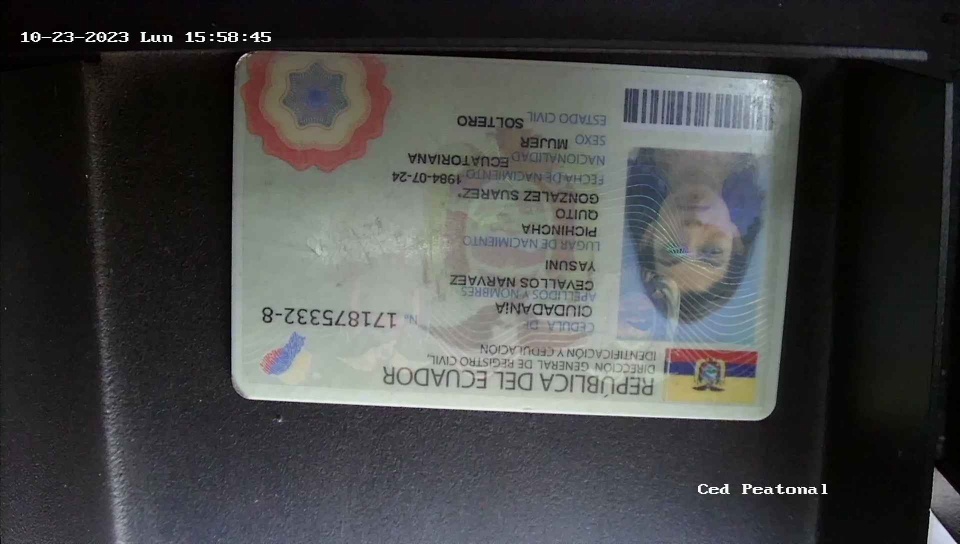 10-23-2023 Lun 15:58:45
REPÚBLICA DEL ECUADOR
DIRECCIÓN GENERAL DE REGISTRO CIVIL,
IDENTIFICACIÓN Y CEDULACIÓN
CÉDULA DE
CIUDADANÍA
N. 171875332-8
APELLIDOS Y NOMBRES
CEVALLOS NARVAEZ
YASUNI
LUGAR DE NACIMIENTO
PICHINCHA
QUITO
GONZALEZ SUAREZ
FECHA DE NACIMIENTO 1984-07-24
NACIONALIDAD ECUATORIANA
SEXO MUJER
ESTADO CIVIL SOLTERO
Ced Peatonal